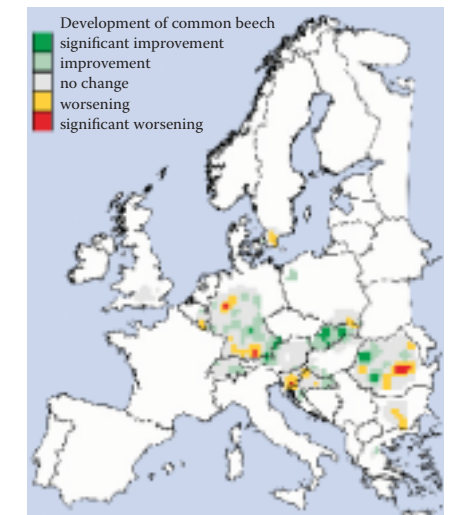 Development of common beech
significant improvement
improvement
no change
worsening
significant worsening